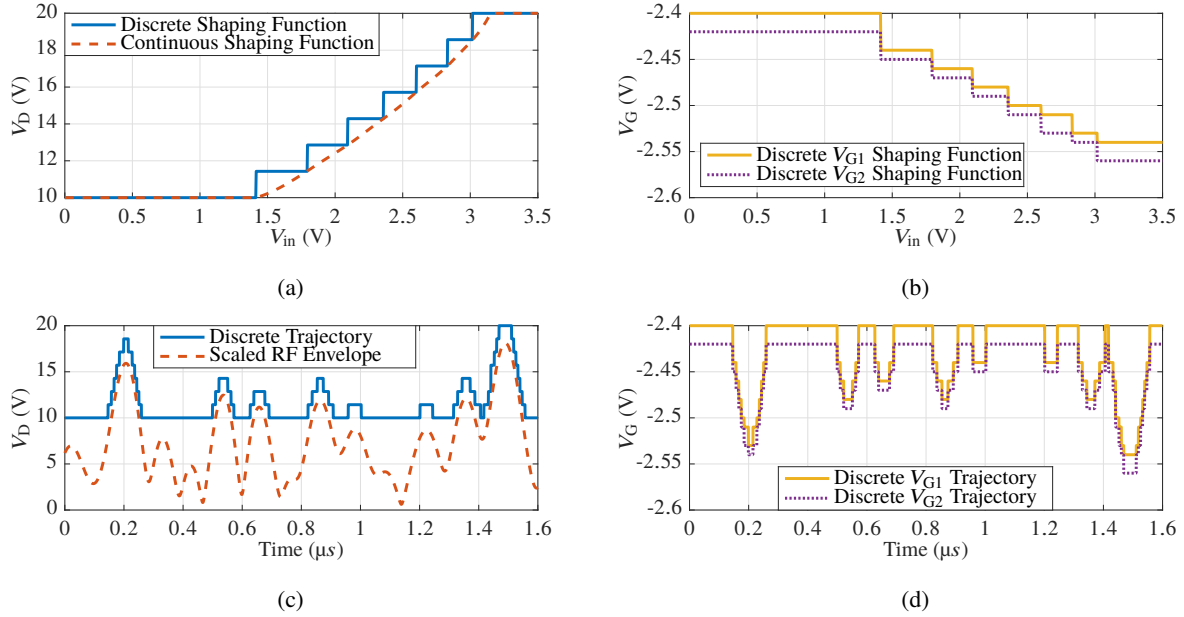 20
18
16
14
12
10
V_D (V)
Discrete Shaping Function
Continuous Shaping Function
0 0.5 1 1.5 2 2.5 3 3.5
V_in (V)
(a)
-2.4
-2.45
-2.5
-2.55
-2.6
V_G (V)
Discrete V_G1 Shaping Function
Discrete V_G2 Shaping Function
0 0.5 1 1.5 2 2.5 3 3.5
V_in (V)
(b)
20
15
10
5
0
V_D (V)
Discrete Trajectory
Scaled RF Envelope
0 0.2 0.4 0.6 0.8 1 1.2 1.4 1.6
Time (μs)
(c)
-2.4
-2.45
-2.5
-2.55
-2.6
V_G (V)
Discrete V_G1 Trajectory
Discrete V_G2 Trajectory
0 0.2 0.4 0.6 0.8 1 1.2 1.4 1.6
Time (μs)
(d)